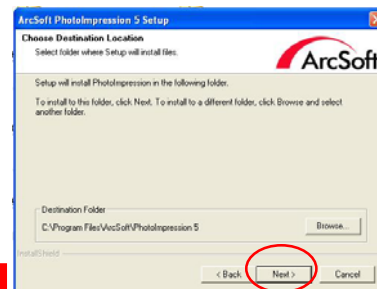 ArcSoft PhotoImpression 5 Setup
Choose Destination Location
Select folder where Setup will install files.
ArcSoft
Setup will install PhotoImpression in the following folder.
To install to this folder, click Next. To install to a different folder, click Browse and select
another folder.
Destination Folder
C:\Program Files\ArcSoft\PhotoImpression 5
Browse...
InstallShield
< Back
Next >
Cancel